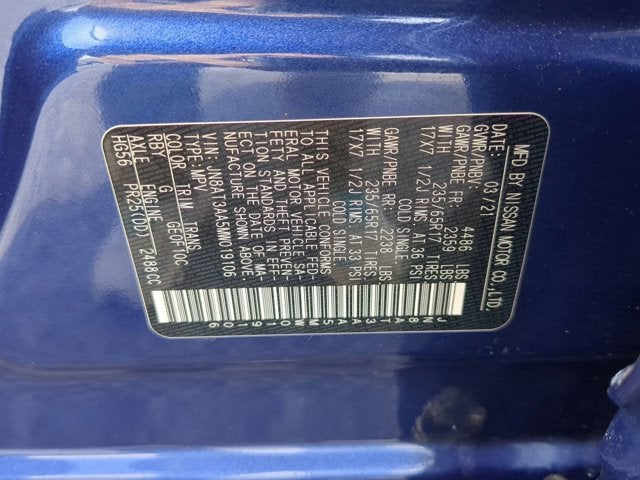 MFD BY NISSAN MOTOR CO.,LTD.
DATE: 03/21
GVWR/PNBV: 4486 LBS
GAWR/PNBE FR: 2359 LBS
WITH 235/65R17 TIRES
17X7 1/2J RIMS AT 36 PSI
COLD SINGLE
GAWR/PNBE RR: 2238 LBS
WITH 235/65R17 TIRES
17X7 1/2J RIMS AT 33 PSI
COLD SINGLE
THIS VEHICLE CONFORMS
TO ALL APPLICABLE FED-
ERAL MOTOR VEHICLE SA-
FETY AND THEFT PREVEN-
TION STANDARDS IN EFF-
ECT ON THE DATE OF MA-
NUFACTURE SHOWN ABOVE.
VIN: JN8AT3AA5MW019106
TYPE: MPV
COLOR TRIM TRANS.
RBY G GE0F70C
AXLE ENGINE
HG56 PR25(DD) 2488CC
JN8AT3AA5MW019106